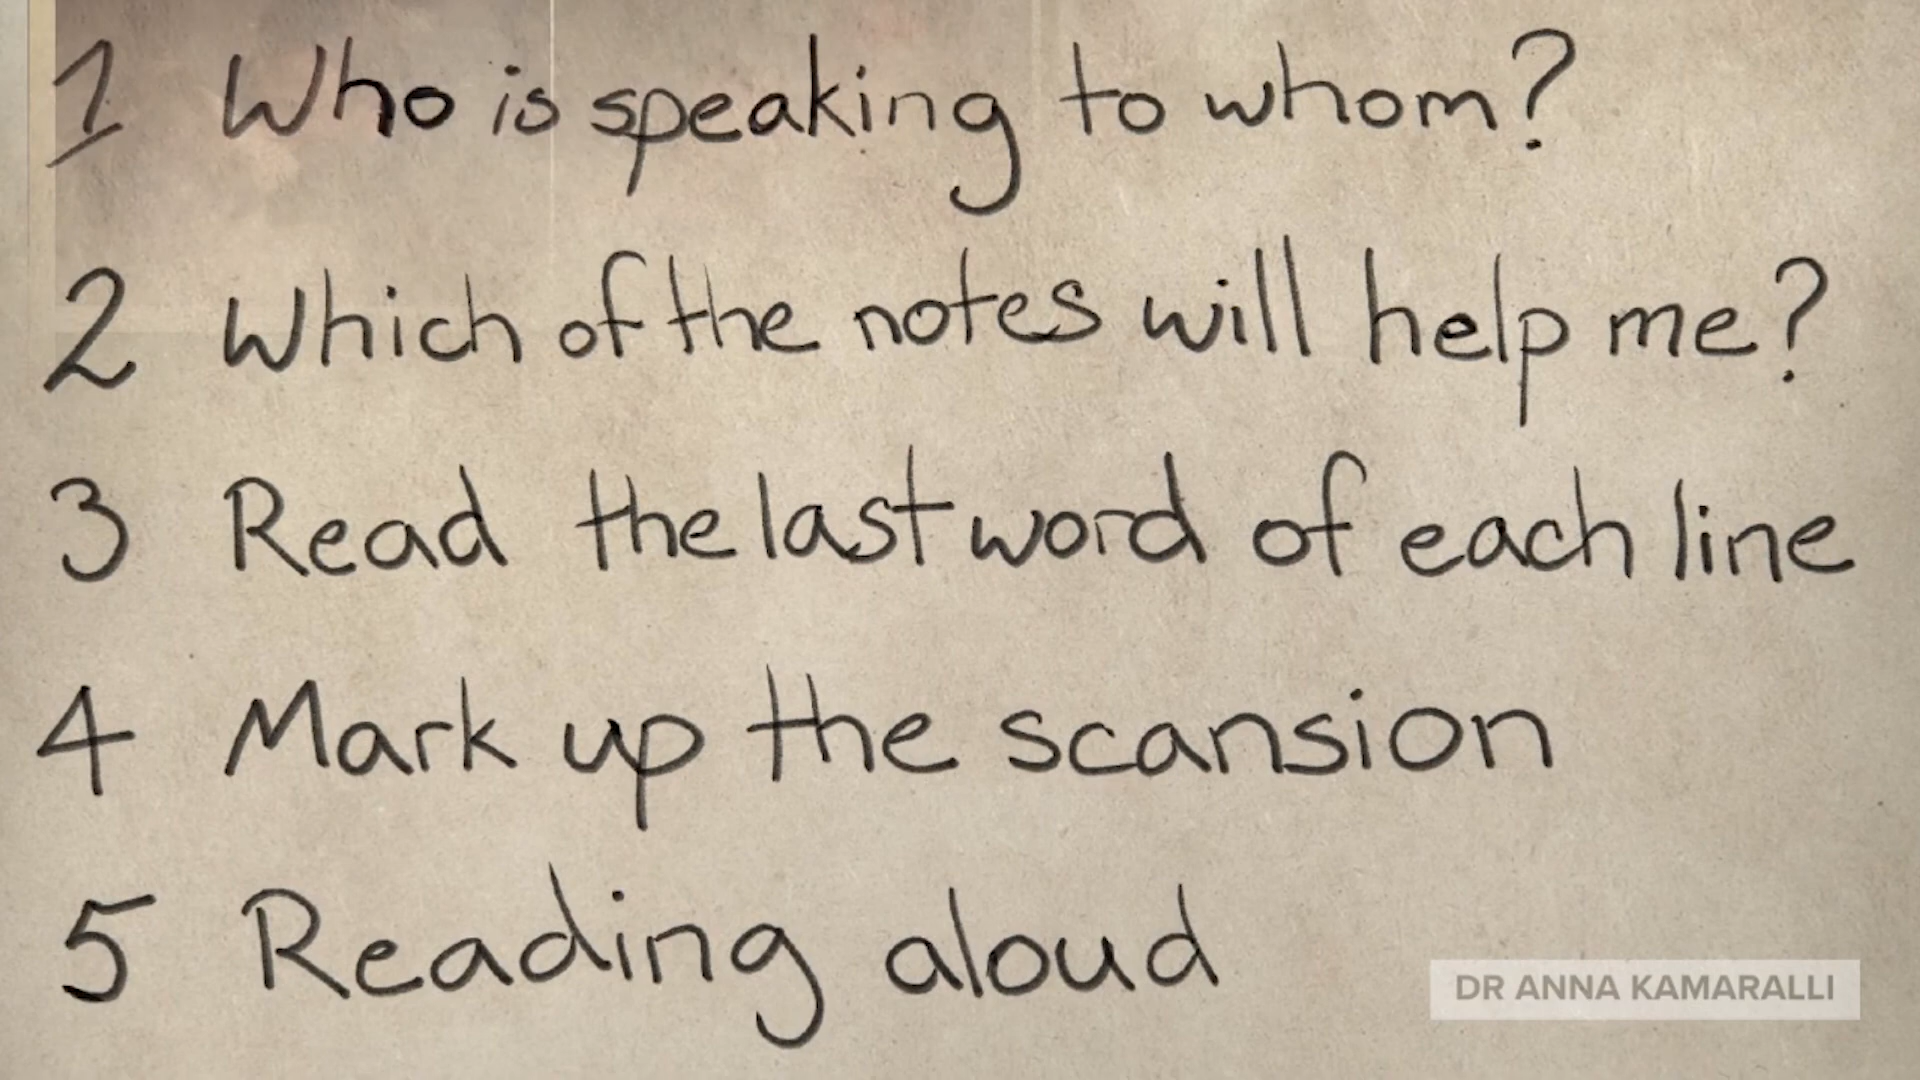 1 Who is speaking to whom?
2 Which of the notes will help me?
3 Read the last word of each line
4 Mark up the scansion
5 Reading aloud
DR ANNA KAMARALLI